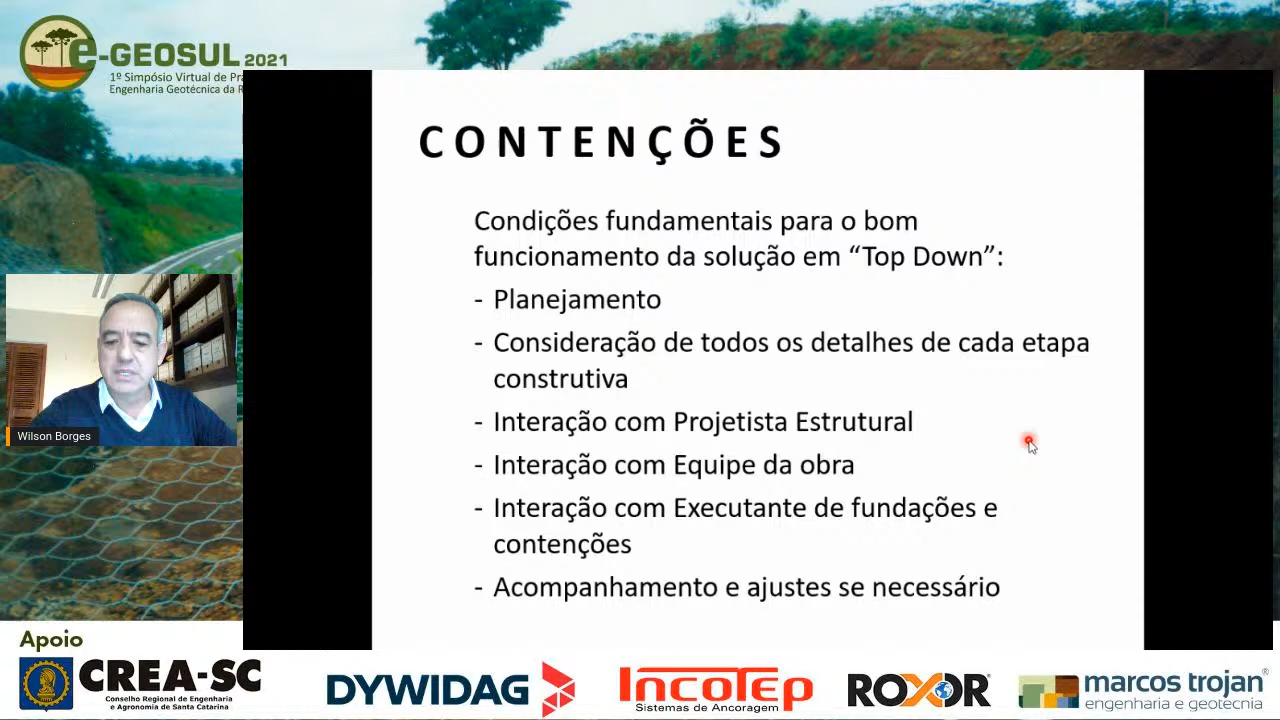 e-GEOSUL 2021
1º Simpósio Virtual de Pr
Engenharia Geotécnica da R
CONTENÇÕES
Condições fundamentais para o bom
funcionamento da solução em “Top Down”:
- Planejamento
- Consideração de todos os detalhes de cada etapa
construtiva
- Interação com Projetista Estrutural
- Interação com Equipe da obra
- Interação com Executante de fundações e
contenções
- Acompanhamento e ajustes se necessário
Wilson Borges
Apoio
CREA-SC
Conselho Regional de Engenharia
e Agronomia de Santa Catarina
DYWIDAG
INCOTEP
Sistemas de Ancoragem
ROXOR
marcos trojan®
engenharia e geotecnia